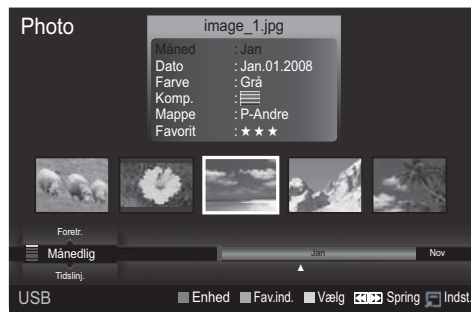 Photo
image_1.jpg
Måned : Jan
Dato : Jan.01.2008
Farve : Grå
Komp. :
Mappe : P-Andre
Favorit : ★★★
Foretr.
Månedlig
Jan
Nov
Tidslinj.
USB
Enhed Fav.ind. Vælg Spring Indst.